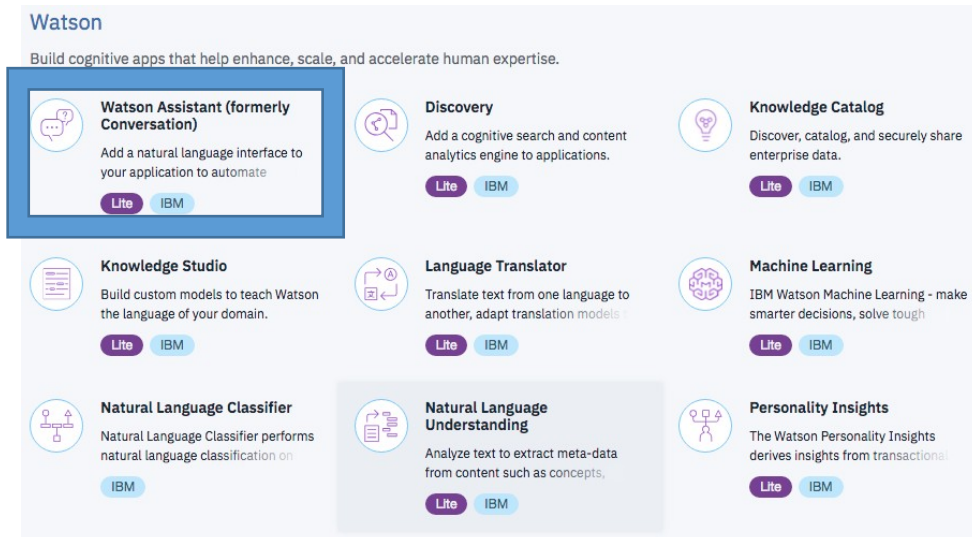 Watson
Build cognitive apps that help enhance, scale, and accelerate human expertise.
Watson Assistant (formerly
Conversation)
Add a natural language interface to
your application to automate
Lite IBM
Discovery
Add a cognitive search and content
analytics engine to applications.
Lite IBM
Knowledge Catalog
Discover, catalog, and securely share
enterprise data.
Lite IBM
Knowledge Studio
Build custom models to teach Watson
the language of your domain.
Lite IBM
Language Translator
Translate text from one language to
another, adapt translation models
Lite IBM
Machine Learning
IBM Watson Machine Learning - make
smarter decisions, solve tough
Lite IBM
Natural Language Classifier
Natural Language Classifier performs
natural language classification on
IBM
Natural Language
Understanding
Analyze text to extract meta-data
from content such as concepts,
Lite IBM
Personality Insights
The Watson Personality Insights
derives insights from transactional
Lite IBM